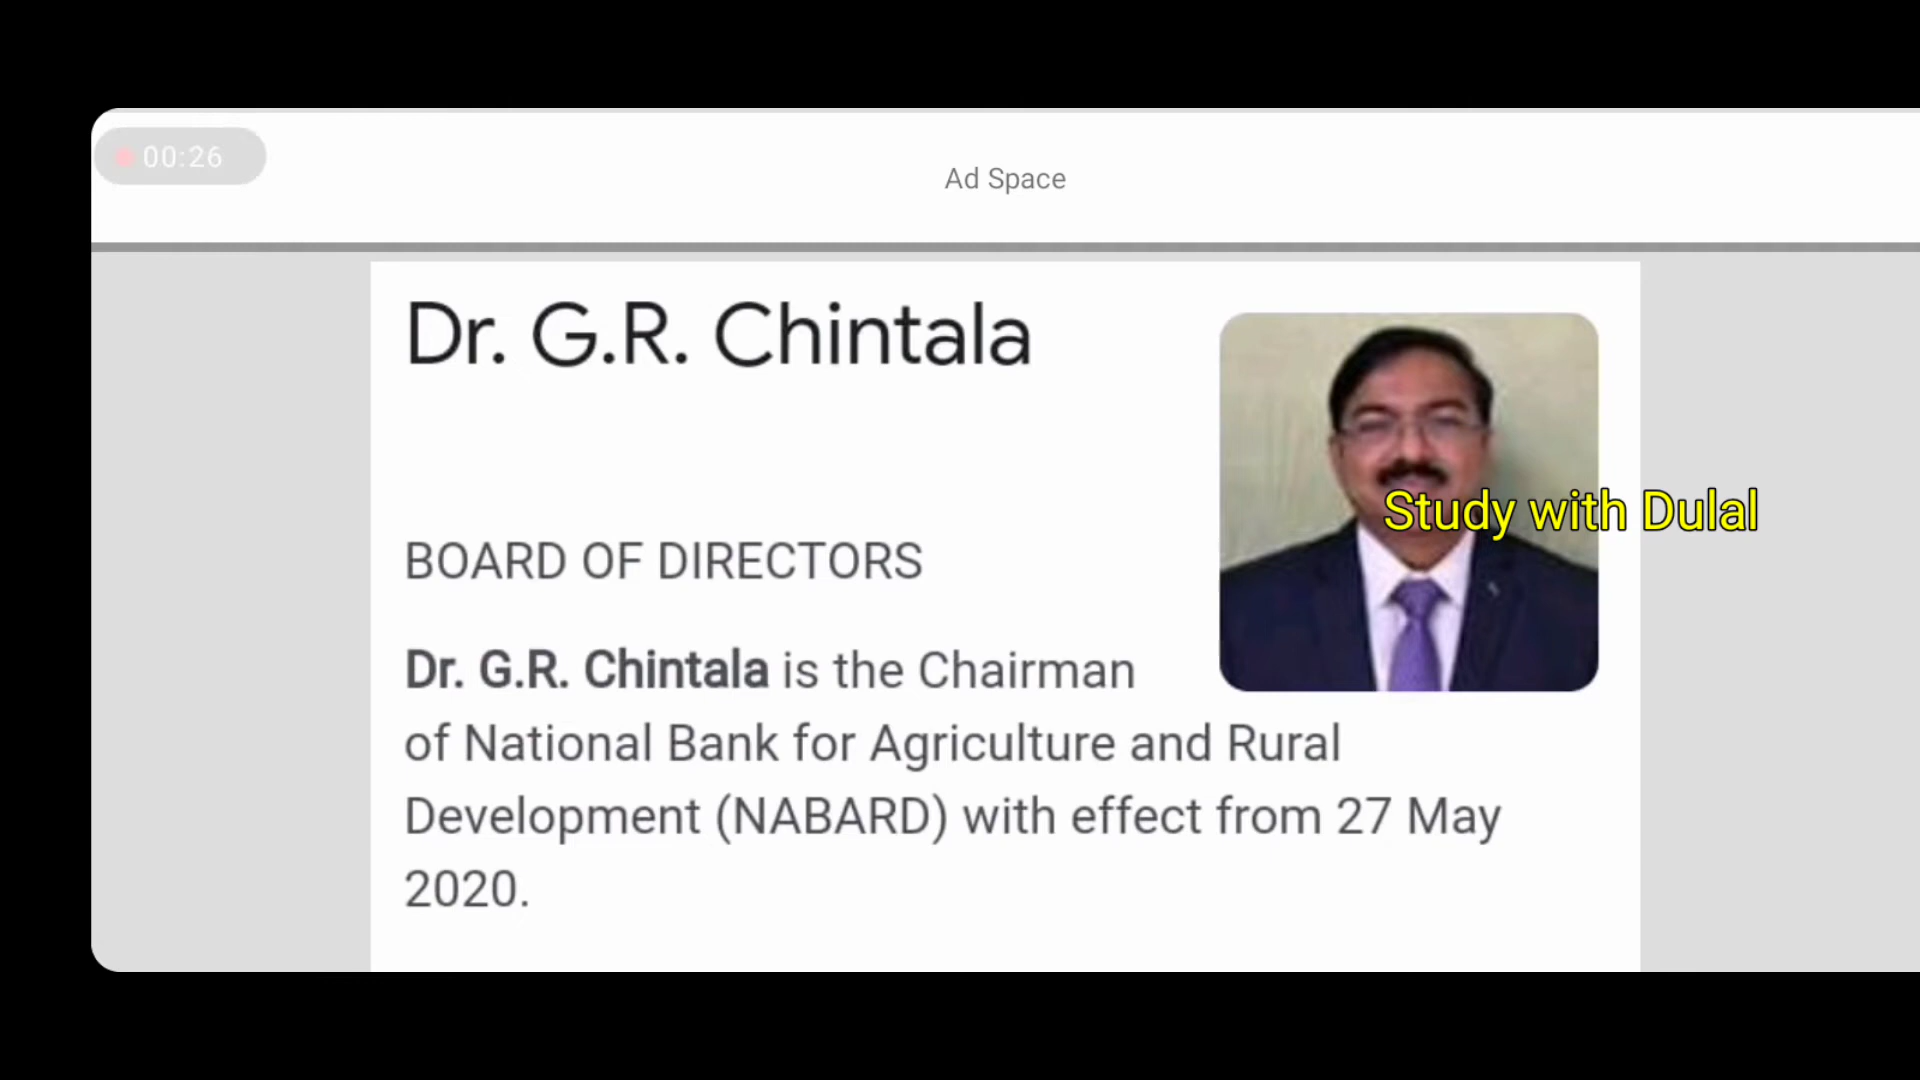 00:26
Ad Space
Dr. G.R. Chintala
Study with Dulal
BOARD OF DIRECTORS
Dr. G.R. Chintala is the Chairman
of National Bank for Agriculture and Rural
Development (NABARD) with effect from 27 May
2020.